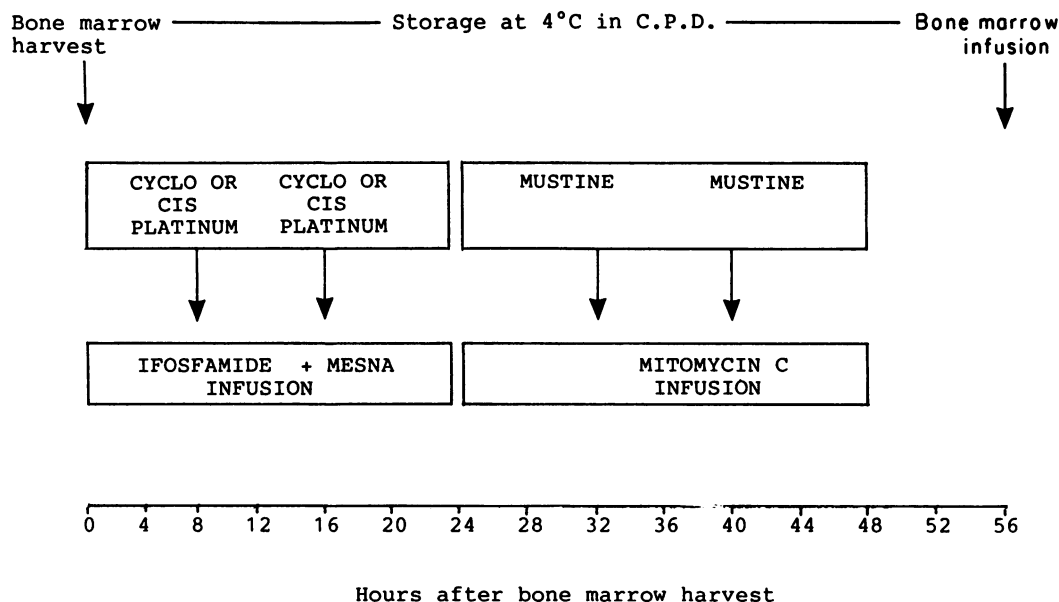 Bone marrow harvest
Storage at 4°C in C.P.D.
Bone marrow infusion
CYCLO OR CIS PLATINUM
CYCLO OR CIS PLATINUM
MUSTINE
MUSTINE
IFOSFAMIDE + MESNA INFUSION
MITOMYCIN C INFUSION
0 4 8 12 16 20 24 28 32 36 40 44 48 52 56
Hours after bone marrow harvest